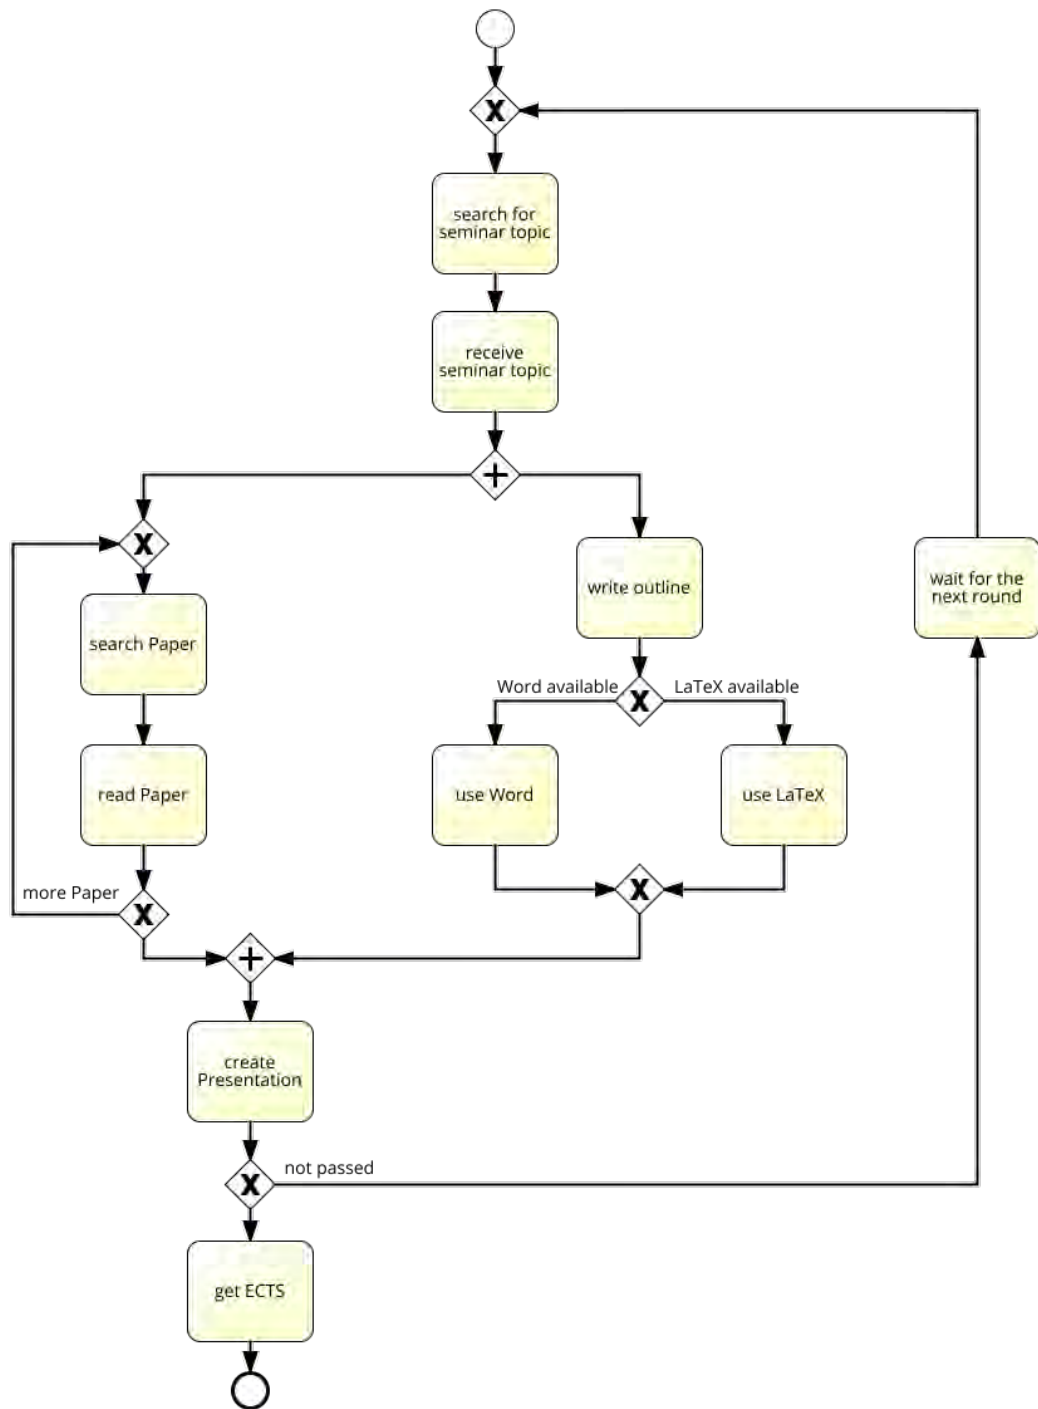 search for
seminar topic
receive
seminar topic
write outline
wait for the
next round
search Paper
Word available
LaTeX available
read Paper
use Word
use LaTeX
more Paper
create
Presentation
not passed
get ECTS